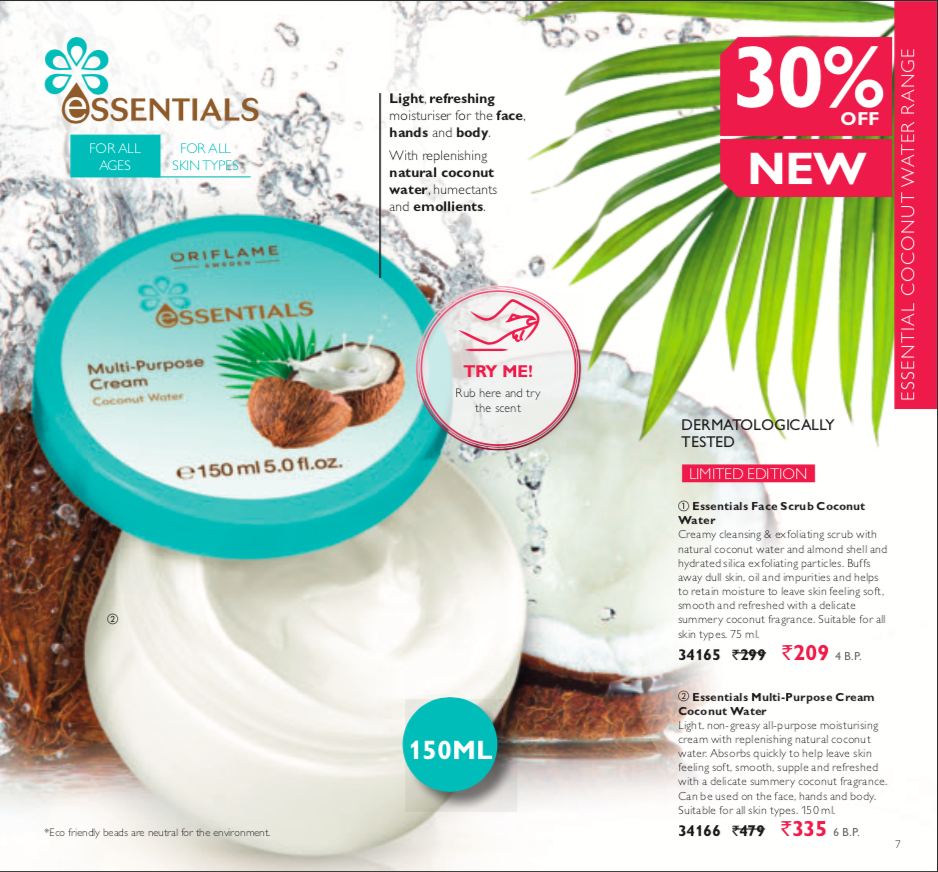 ESSENTIALS
FOR ALL
AGES
FOR ALL
SKIN TYPES
Light, refreshing
moisturiser for the face,
hands and body.
With replenishing
natural coconut
water, humectants
and emollients.
30%
OFF
NEW
ESSENTIAL COCONUT WATER RANGE
ORIFLAME
SWEDEN
ESSENTIALS
Multi-Purpose
Cream
Coconut Water
℮150 ml 5.0 fl.oz.
TRY ME!
Rub here and try
the scent
DERMATOLOGICALLY
TESTED
LIMITED EDITION
① Essentials Face Scrub Coconut
Water
Creamy cleansing & exfoliating scrub with
natural coconut water and almond shell and
hydrated silica exfoliating particles. Buffs
away dull skin, oil and impurities and helps
to retain moisture to leave skin feeling soft,
smooth and refreshed with a delicate
summery coconut fragrance. Suitable for all
skin types. 75 ml.
34165 ₹299 ₹209 4 B.P.
② Essentials Multi-Purpose Cream
Coconut Water
Light, non-greasy all-purpose moisturising
cream with replenishing natural coconut
water. Absorbs quickly to help leave skin
feeling soft, smooth, supple and refreshed
with a delicate summery coconut fragrance.
Can be used on the face, hands and body.
Suitable for all skin types. 150 ml.
34166 ₹479 ₹335 6 B.P.
②
150ML
*Eco friendly beads are neutral for the environment.
7